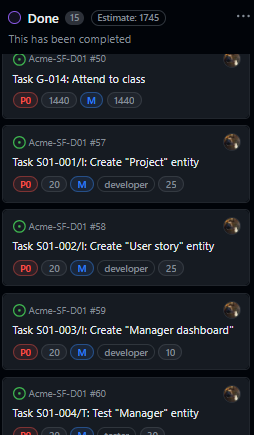 Done 15 Estimate: 1745 ...
This has been completed
Acme-SF-D01 #50
Task G-014: Attend to class
P0 1440 M 1440
Acme-SF-D01 #57
Task S01-001/I: Create "Project" entity
P0 20 M developer 25
Acme-SF-D01 #58
Task S01-002/I: Create "User story" entity
P0 20 M developer 25
Acme-SF-D01 #59
Task S01-003/I: Create "Manager dashboard"
P0 20 M developer 10
Acme-SF-D01 #60
Task S01-004/T: Test "Manager" entity
P0 20 M tester 20